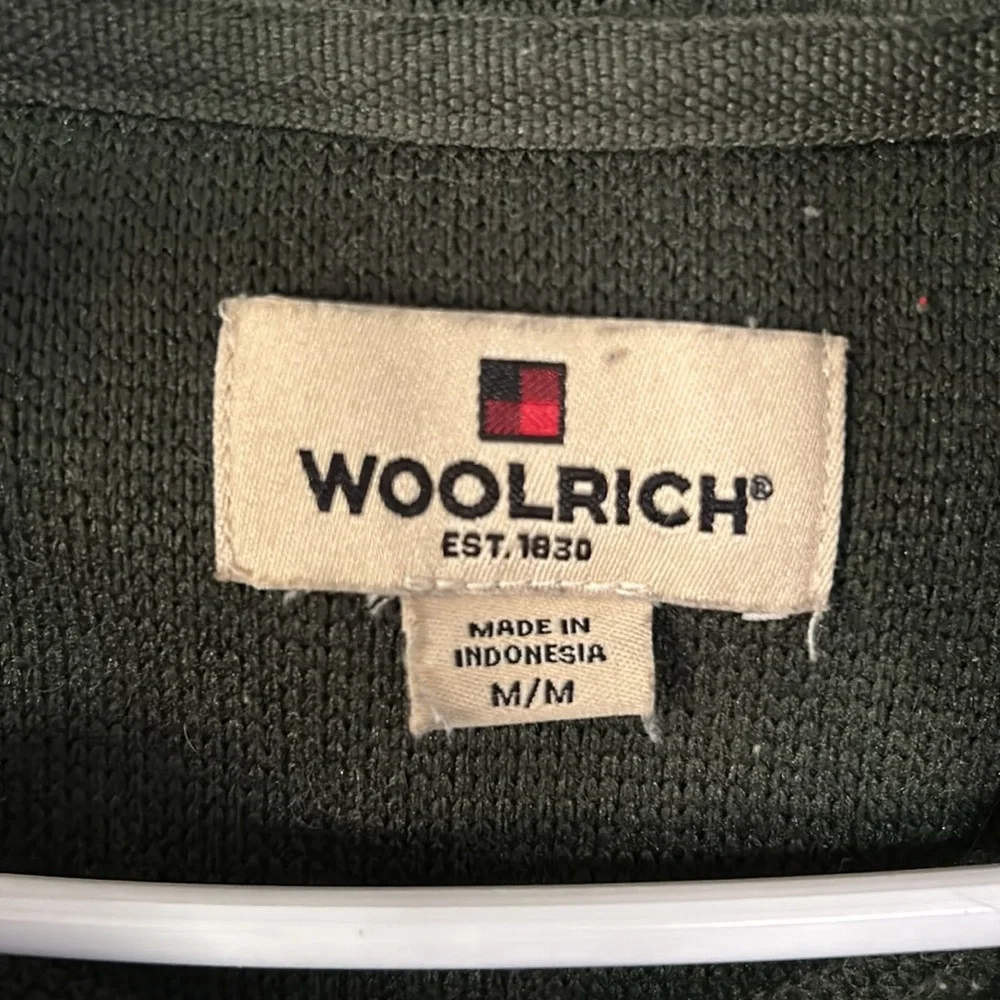 WOOLRICH®
EST. 1830
MADE IN
INDONESIA
M/M